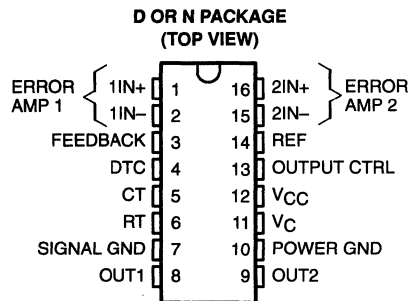 D OR N PACKAGE
(TOP VIEW)
ERROR
AMP 1
1IN+ 1 16 2IN+
ERROR
AMP 2
1IN– 2 15 2IN–
FEEDBACK 3 14 REF
DTC 4 13 OUTPUT CTRL
CT 5 12 VCC
RT 6 11 VC
SIGNAL GND 7 10 POWER GND
OUT1 8 9 OUT2